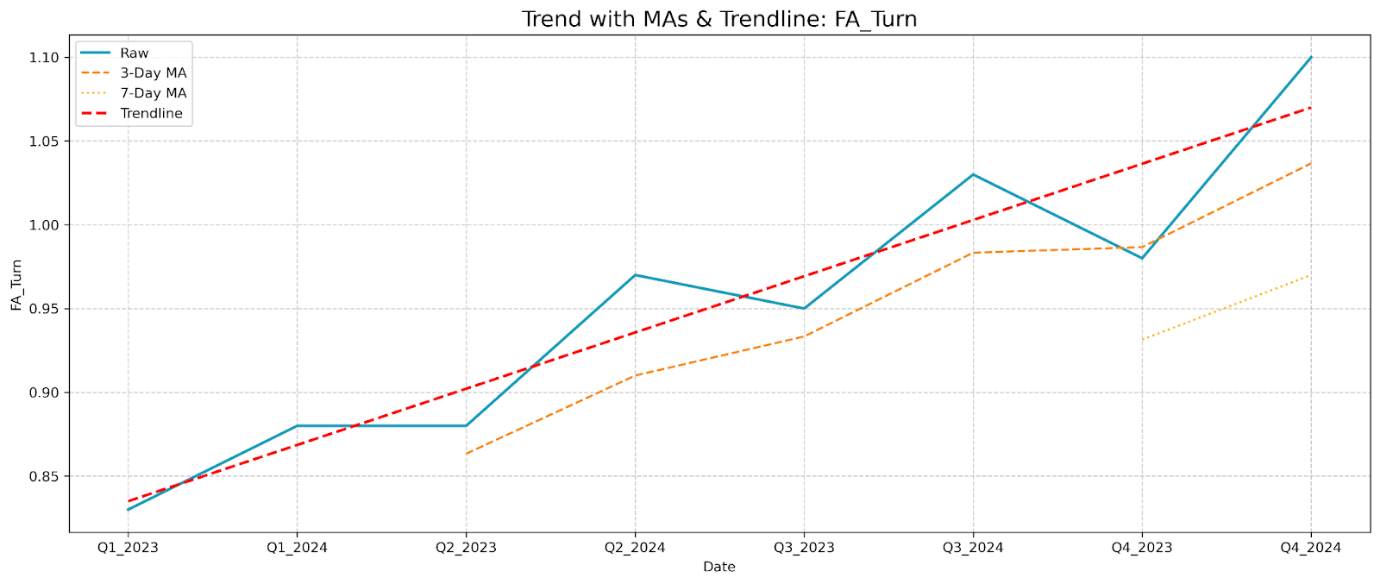 Trend with MAs & Trendline: FA_Turn
Raw
3-Day MA
7-Day MA
Trendline
1.10
1.05
1.00
0.95
0.90
0.85
FA_Turn
Q1_2023 Q1_2024 Q2_2023 Q2_2024 Q3_2023 Q3_2024 Q4_2023 Q4_2024
Date